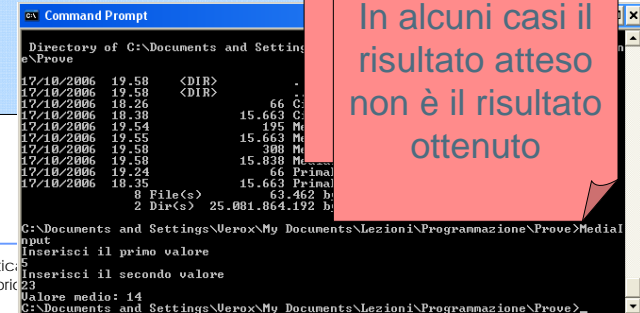 Command Prompt
In alcuni casi il
risultato atteso
non è il risultato
ottenuto
Directory of C:\Documents and
e\Prove
17/10/2006 19.58 <DIR> .
17/10/2006 19.58 <DIR>
17/10/2006 18.26 66
17/10/2006 18.38 15.663
17/10/2006 19.54 195
17/10/2006 19.55 15.663
17/10/2006 19.58 308
17/10/2006 19.58 15.838
17/10/2006 19.24 66
17/10/2006 18.35 15.663
8 File(s) 63.462
2 Dir(s) 25.081.864.192
C:\Documents and Settings\Verox\My Documents\Lezioni\Programmazione\Prove>MediaI
nput
Inserisci il primo valore
5
Inserisci il secondo valore
23
Valore medio: 14
C:\Documents and Settings\Verox\My Documents\Lezioni\Programmazione\Prove>_